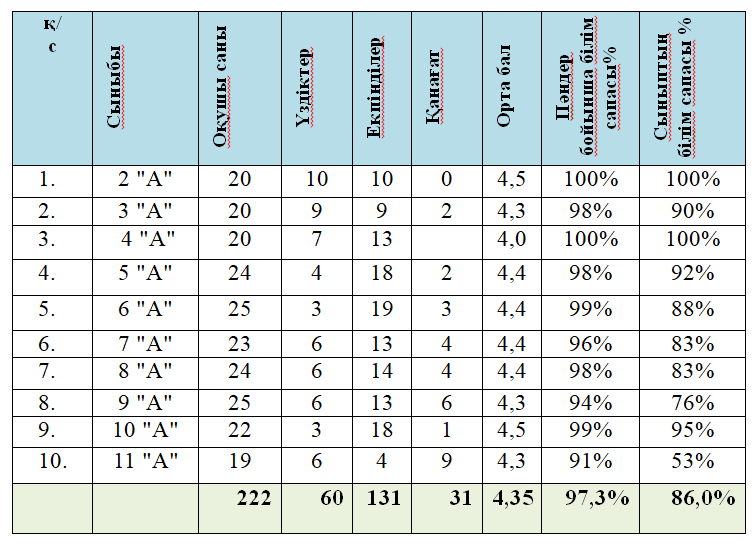 қ/с Сыныбы Оқушы саны Үздіктер Екпінділер Қанағат Орта бал Пәндер бойынша білім сапасы% Сыныптың білім сапасы %
1. 2 "А" 20 10 10 0 4,5 100% 100%
2. 3 "А" 20 9 9 2 4,3 98% 90%
3. 4 "А" 20 7 13 4,0 100% 100%
4. 5 "А" 24 4 18 2 4,4 98% 92%
5. 6 "А" 25 3 19 3 4,4 99% 88%
6. 7 "А" 23 6 13 4 4,4 96% 83%
7. 8 "А" 24 6 14 4 4,4 98% 83%
8. 9 "А" 25 6 13 6 4,3 94% 76%
9. 10 "А" 22 3 18 1 4,5 99% 95%
10. 11 "А" 19 6 4 9 4,3 91% 53%
222 60 131 31 4,35 97,3% 86,0%